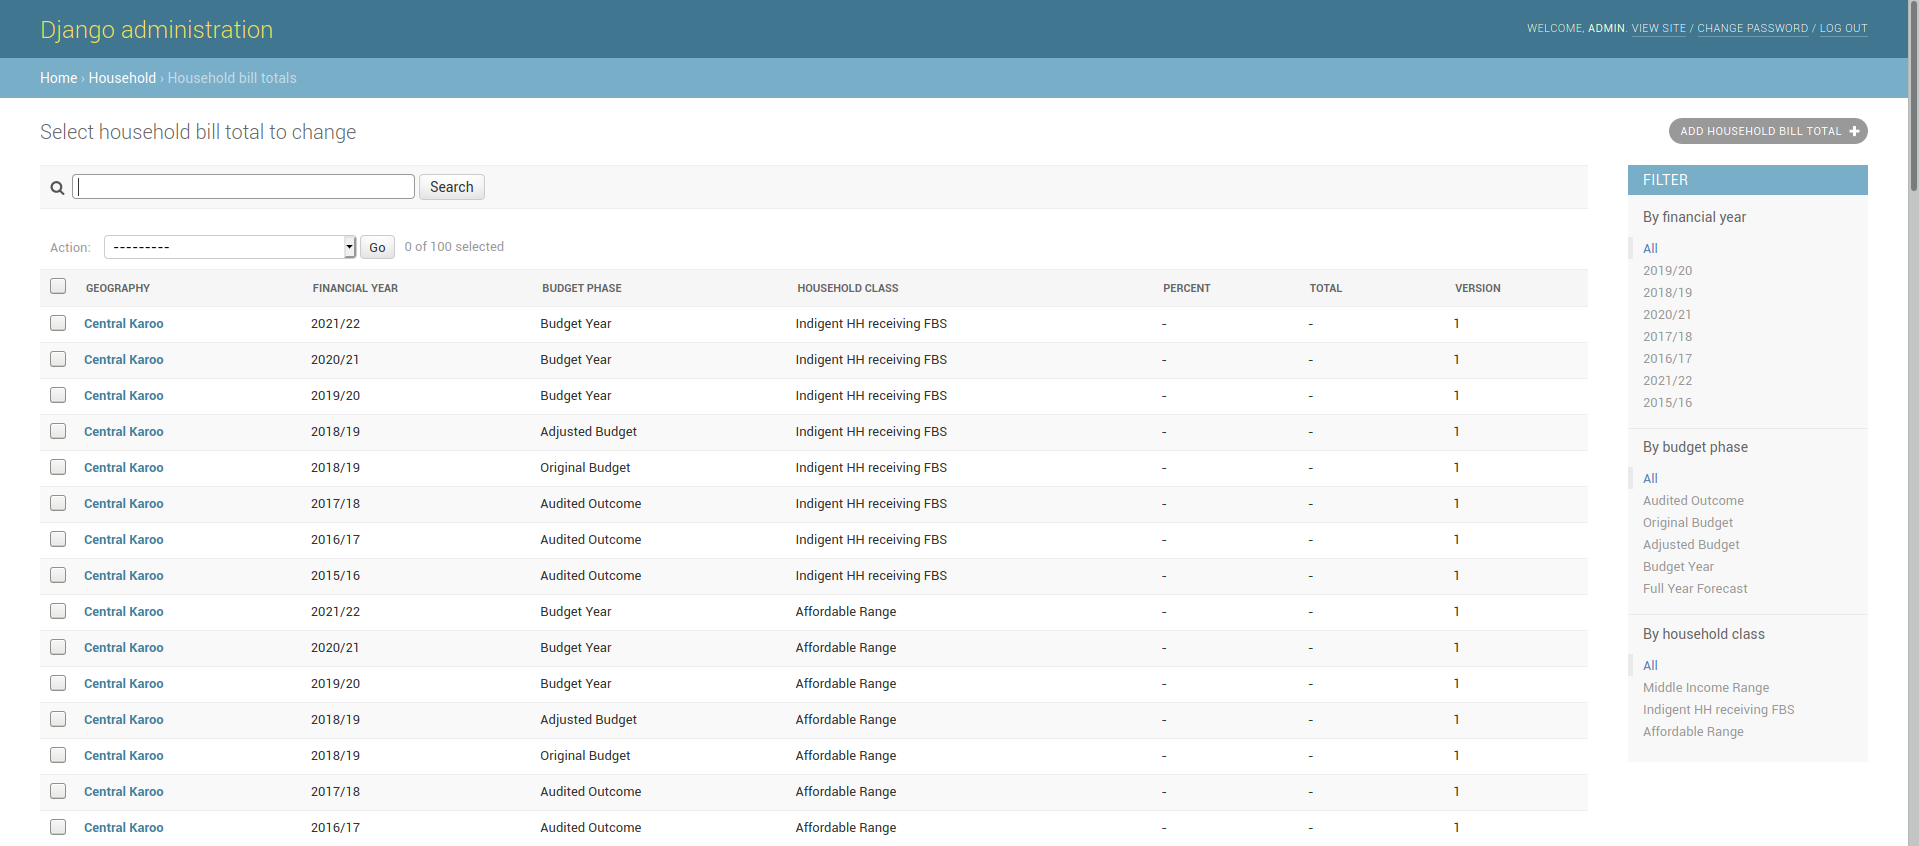 Django administration
WELCOME, ADMIN. VIEW SITE / CHANGE PASSWORD / LOG OUT
Home › Household › Household bill totals
Select household bill total to change
ADD HOUSEHOLD BILL TOTAL +
Search
Action: --------- Go 0 of 100 selected
GEOGRAPHY FINANCIAL YEAR BUDGET PHASE HOUSEHOLD CLASS PERCENT TOTAL VERSION
Central Karoo 2021/22 Budget Year Indigent HH receiving FBS - - 1
Central Karoo 2020/21 Budget Year Indigent HH receiving FBS - - 1
Central Karoo 2019/20 Budget Year Indigent HH receiving FBS - - 1
Central Karoo 2018/19 Adjusted Budget Indigent HH receiving FBS - - 1
Central Karoo 2018/19 Original Budget Indigent HH receiving FBS - - 1
Central Karoo 2017/18 Audited Outcome Indigent HH receiving FBS - - 1
Central Karoo 2016/17 Audited Outcome Indigent HH receiving FBS - - 1
Central Karoo 2015/16 Audited Outcome Indigent HH receiving FBS - - 1
Central Karoo 2021/22 Budget Year Affordable Range - - 1
Central Karoo 2020/21 Budget Year Affordable Range - - 1
Central Karoo 2019/20 Budget Year Affordable Range - - 1
Central Karoo 2018/19 Adjusted Budget Affordable Range - - 1
Central Karoo 2018/19 Original Budget Affordable Range - - 1
Central Karoo 2017/18 Audited Outcome Affordable Range - - 1
Central Karoo 2016/17 Audited Outcome Affordable Range - - 1
FILTER
By financial year
All
2019/20
2018/19
2020/21
2017/18
2016/17
2021/22
2015/16
By budget phase
All
Audited Outcome
Original Budget
Adjusted Budget
Budget Year
Full Year Forecast
By household class
All
Middle Income Range
Indigent HH receiving FBS
Affordable Range